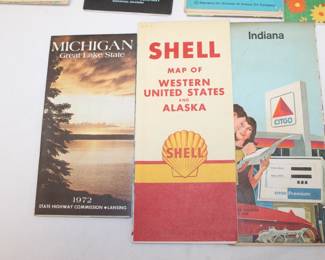 MICHIGAN
Great Lake State
1972
STATE HIGHWAY COMMISSION • LANSING
SHELL
MAP OF
WESTERN
UNITED STATES
AND
ALASKA
SHELL
Indiana
CITGO